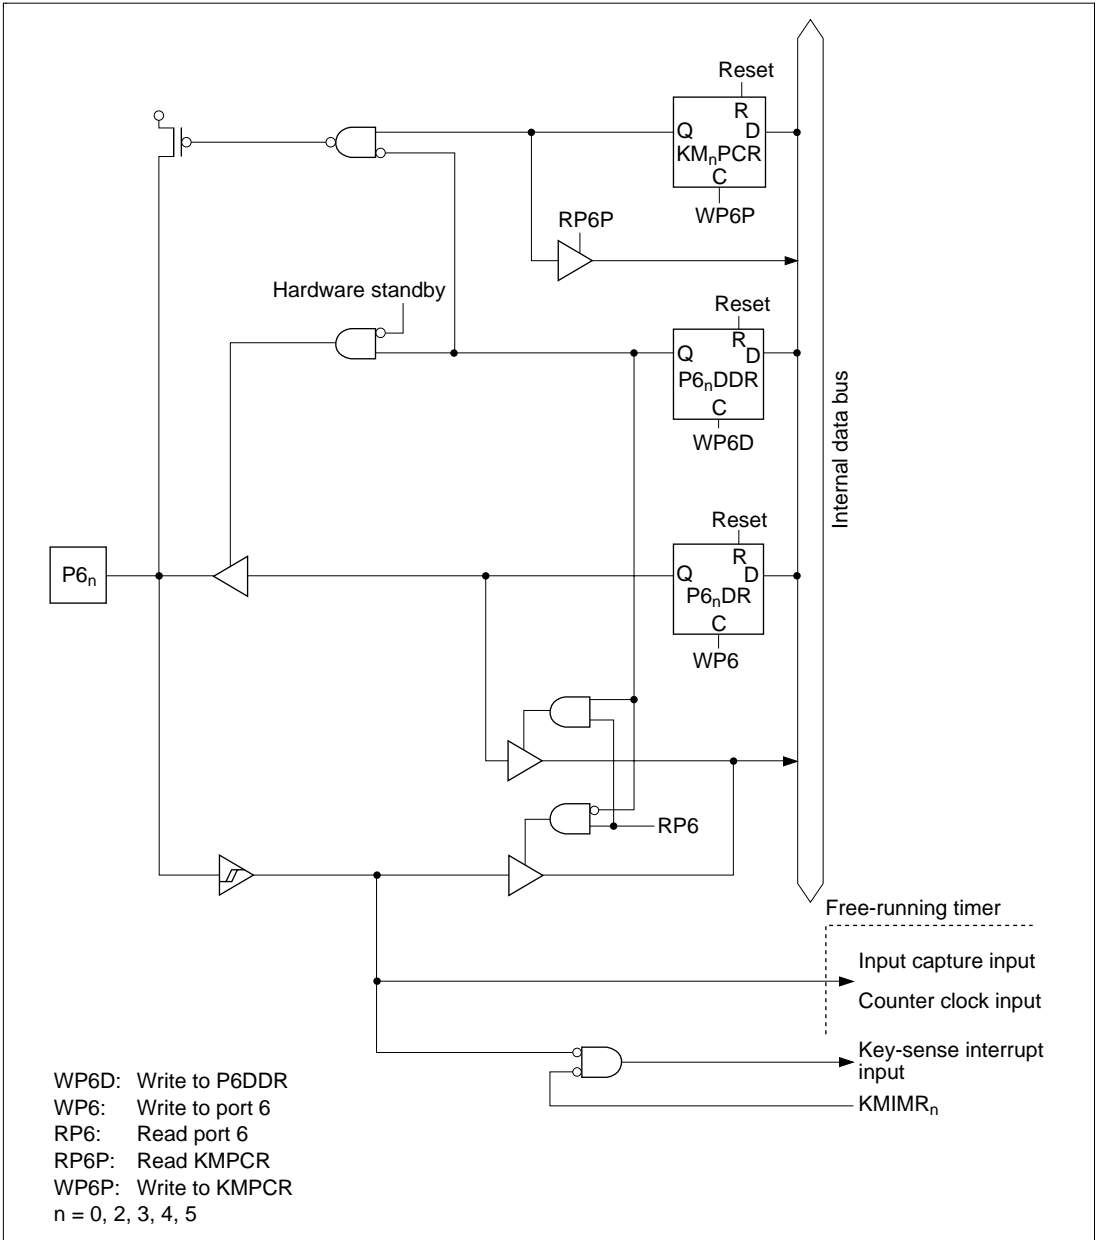 Reset
R
Q D
KMnPCR
C
WP6P
RP6P
Hardware standby
Reset
R
Q D
P6nDDR
C
WP6D
Internal data bus
Reset
R
P6n
Q D
P6nDR
C
WP6
RP6
Free-running timer
Input capture input
Counter clock input
Key-sense interrupt
input
KMIMRn
WP6D: Write to P6DDR
WP6: Write to port 6
RP6: Read port 6
RP6P: Read KMPCR
WP6P: Write to KMPCR
n = 0, 2, 3, 4, 5